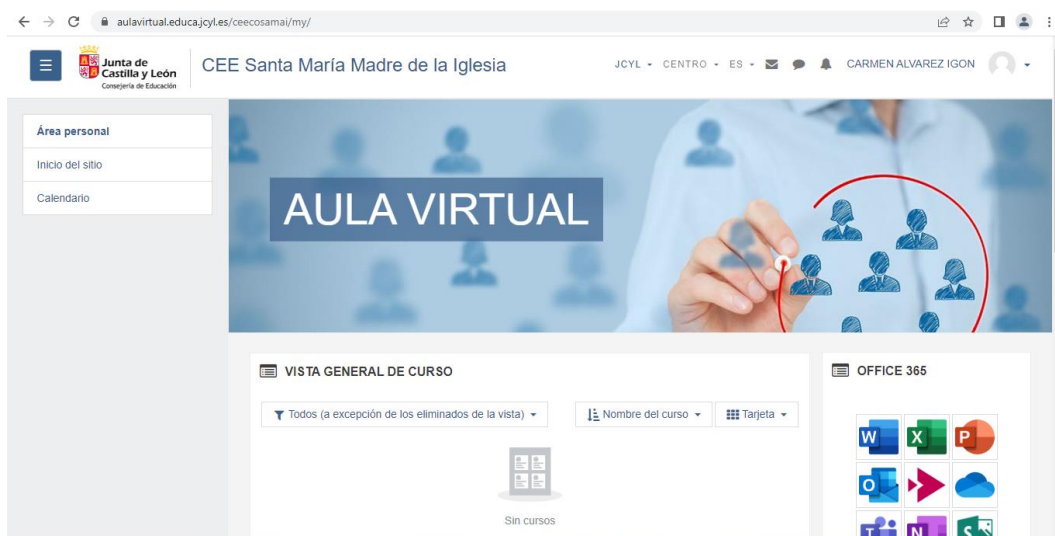 aulavirtual.educa.jcyl.es/ceecosamai/my/
Junta de
Castilla y León
Consejería de Educación
CEE Santa María Madre de la Iglesia
JCYL CENTRO ES CARMEN ALVAREZ IGON
Área personal
Inicio del sitio
Calendario
AULA VIRTUAL
VISTA GENERAL DE CURSO
OFFICE 365
Todos (a excepción de los eliminados de la vista) Nombre del curso Tarjeta
W X P
O
Sin cursos
T N S